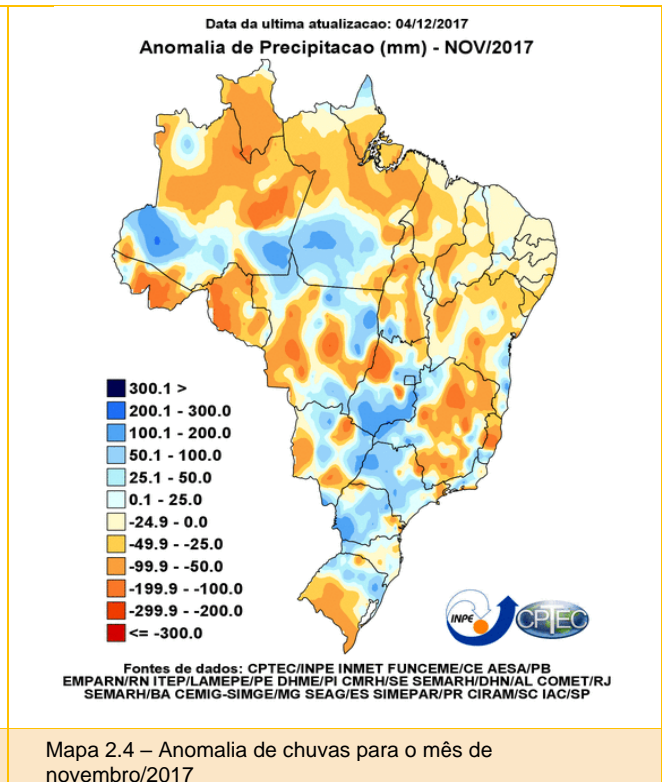 Data da ultima atualizacao: 04/12/2017
Anomalia de Precipitacao (mm) - NOV/2017
300.1 >
200.1 - 300.0
100.1 - 200.0
50.1 - 100.0
25.1 - 50.0
0.1 - 25.0
-24.9 - 0.0
-49.9 - -25.0
-99.9 - -50.0
-199.9 - -100.0
-299.9 - -200.0
<= -300.0
INPE
CPTEC
Fontes de dados: CPTEC/INPE INMET FUNCEME/CE AESA/PB
EMPARN/RN ITEP/LAMEPE/PE DHME/PI CMRH/SE SEMARH/DHN/AL COMET/RJ
SEMARH/BA CEMIG-SIMGE/MG SEAG/ES SIMEPAR/PR CIRAM/SC IAC/SP
Mapa 2.4 – Anomalia de chuvas para o mês de
novembro/2017